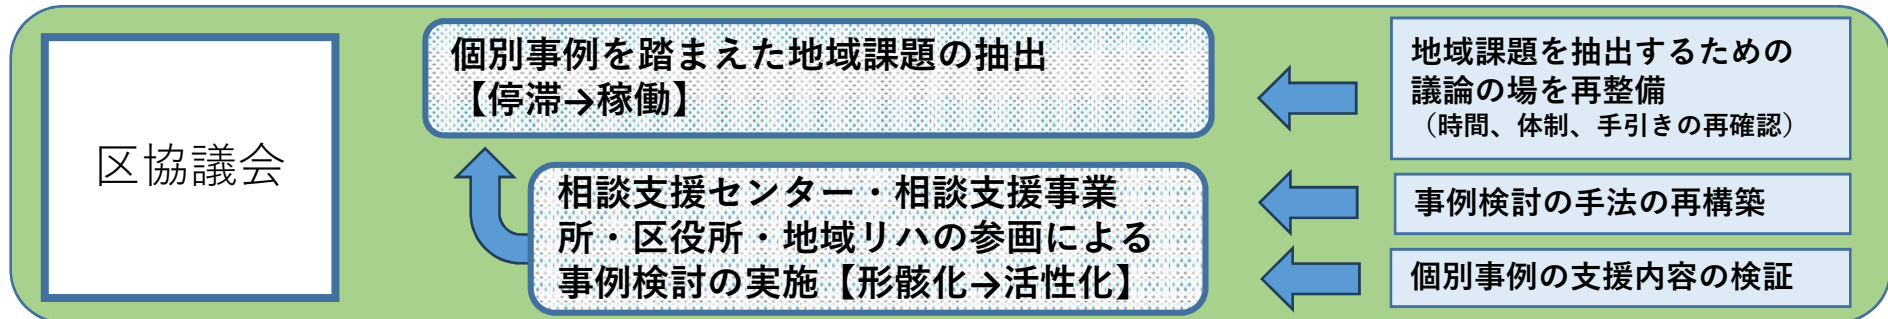 区協議会
個別事例を踏まえた地域課題の抽出
【停滞→稼働】
相談支援センター・相談支援事業
所・区役所・地域リハの参画による
事例検討の実施【形骸化→活性化】
地域課題を抽出するための
議論の場を再整備
（時間、体制、手引きの再確認）
事例検討の手法の再構築
個別事例の支援内容の検証